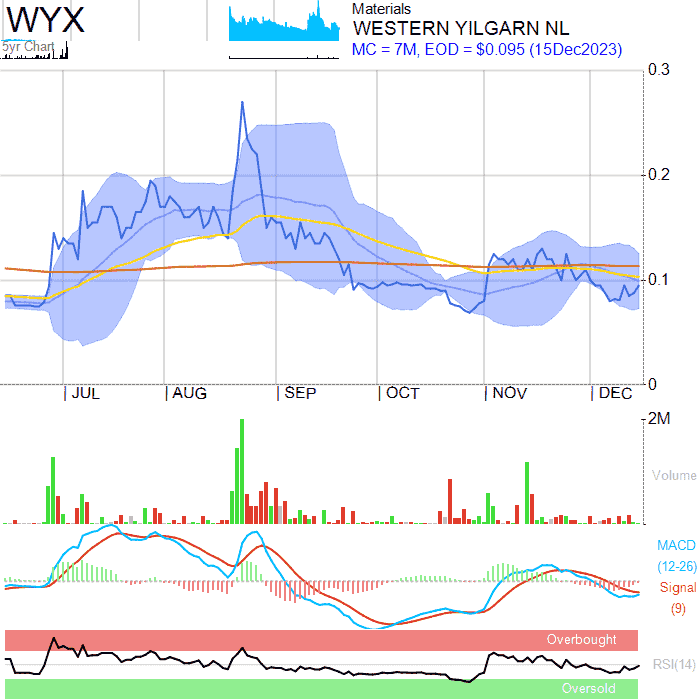 WYX
5yr Chart
Materials
WESTERN YILGARN NL
MC = 7M, EOD = $0.095 (15Dec2023)
0.3
0.2
0.1
0
JUL AUG SEP OCT NOV DEC
2M
Volume
MACD
(12-26)
Signal
(9)
Overbought
RSI(14)
Oversold